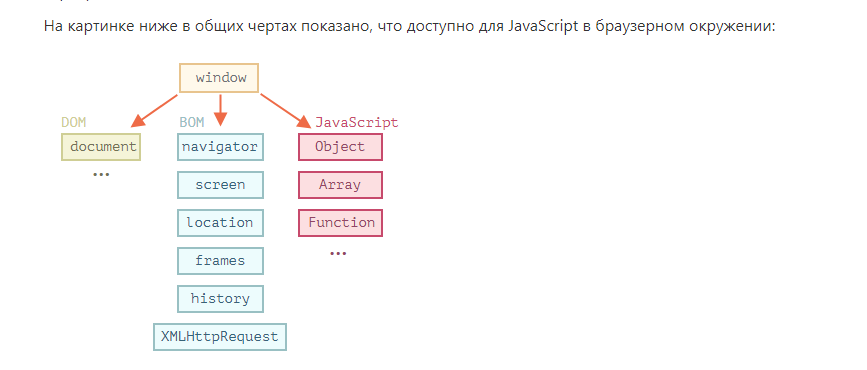 На картинке ниже в общих чертах показано, что доступно для JavaScript в браузерном окружении:
window
DOM
BOM
JavaScript
document
navigator
Object
...
screen
Array
location
Function
frames
...
history
XMLHttpRequest